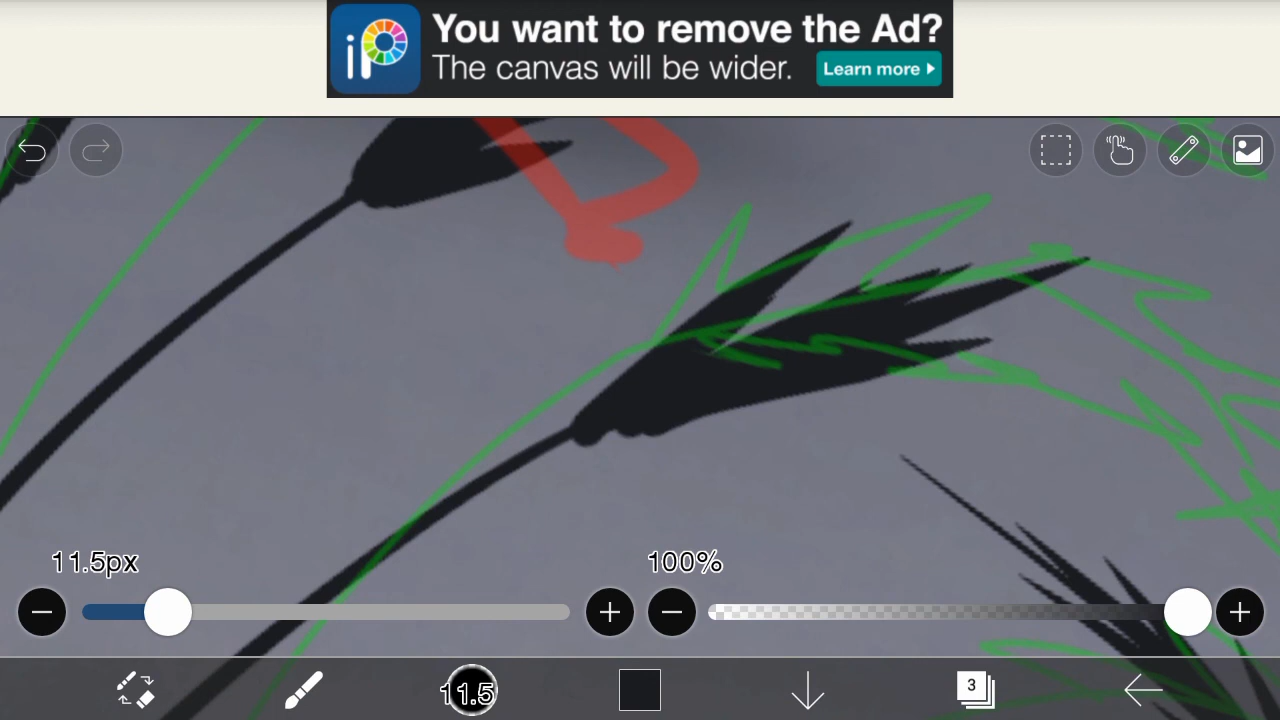 iP
You want to remove the Ad?
The canvas will be wider.
Learn more
11.5px
100%
11.5
3